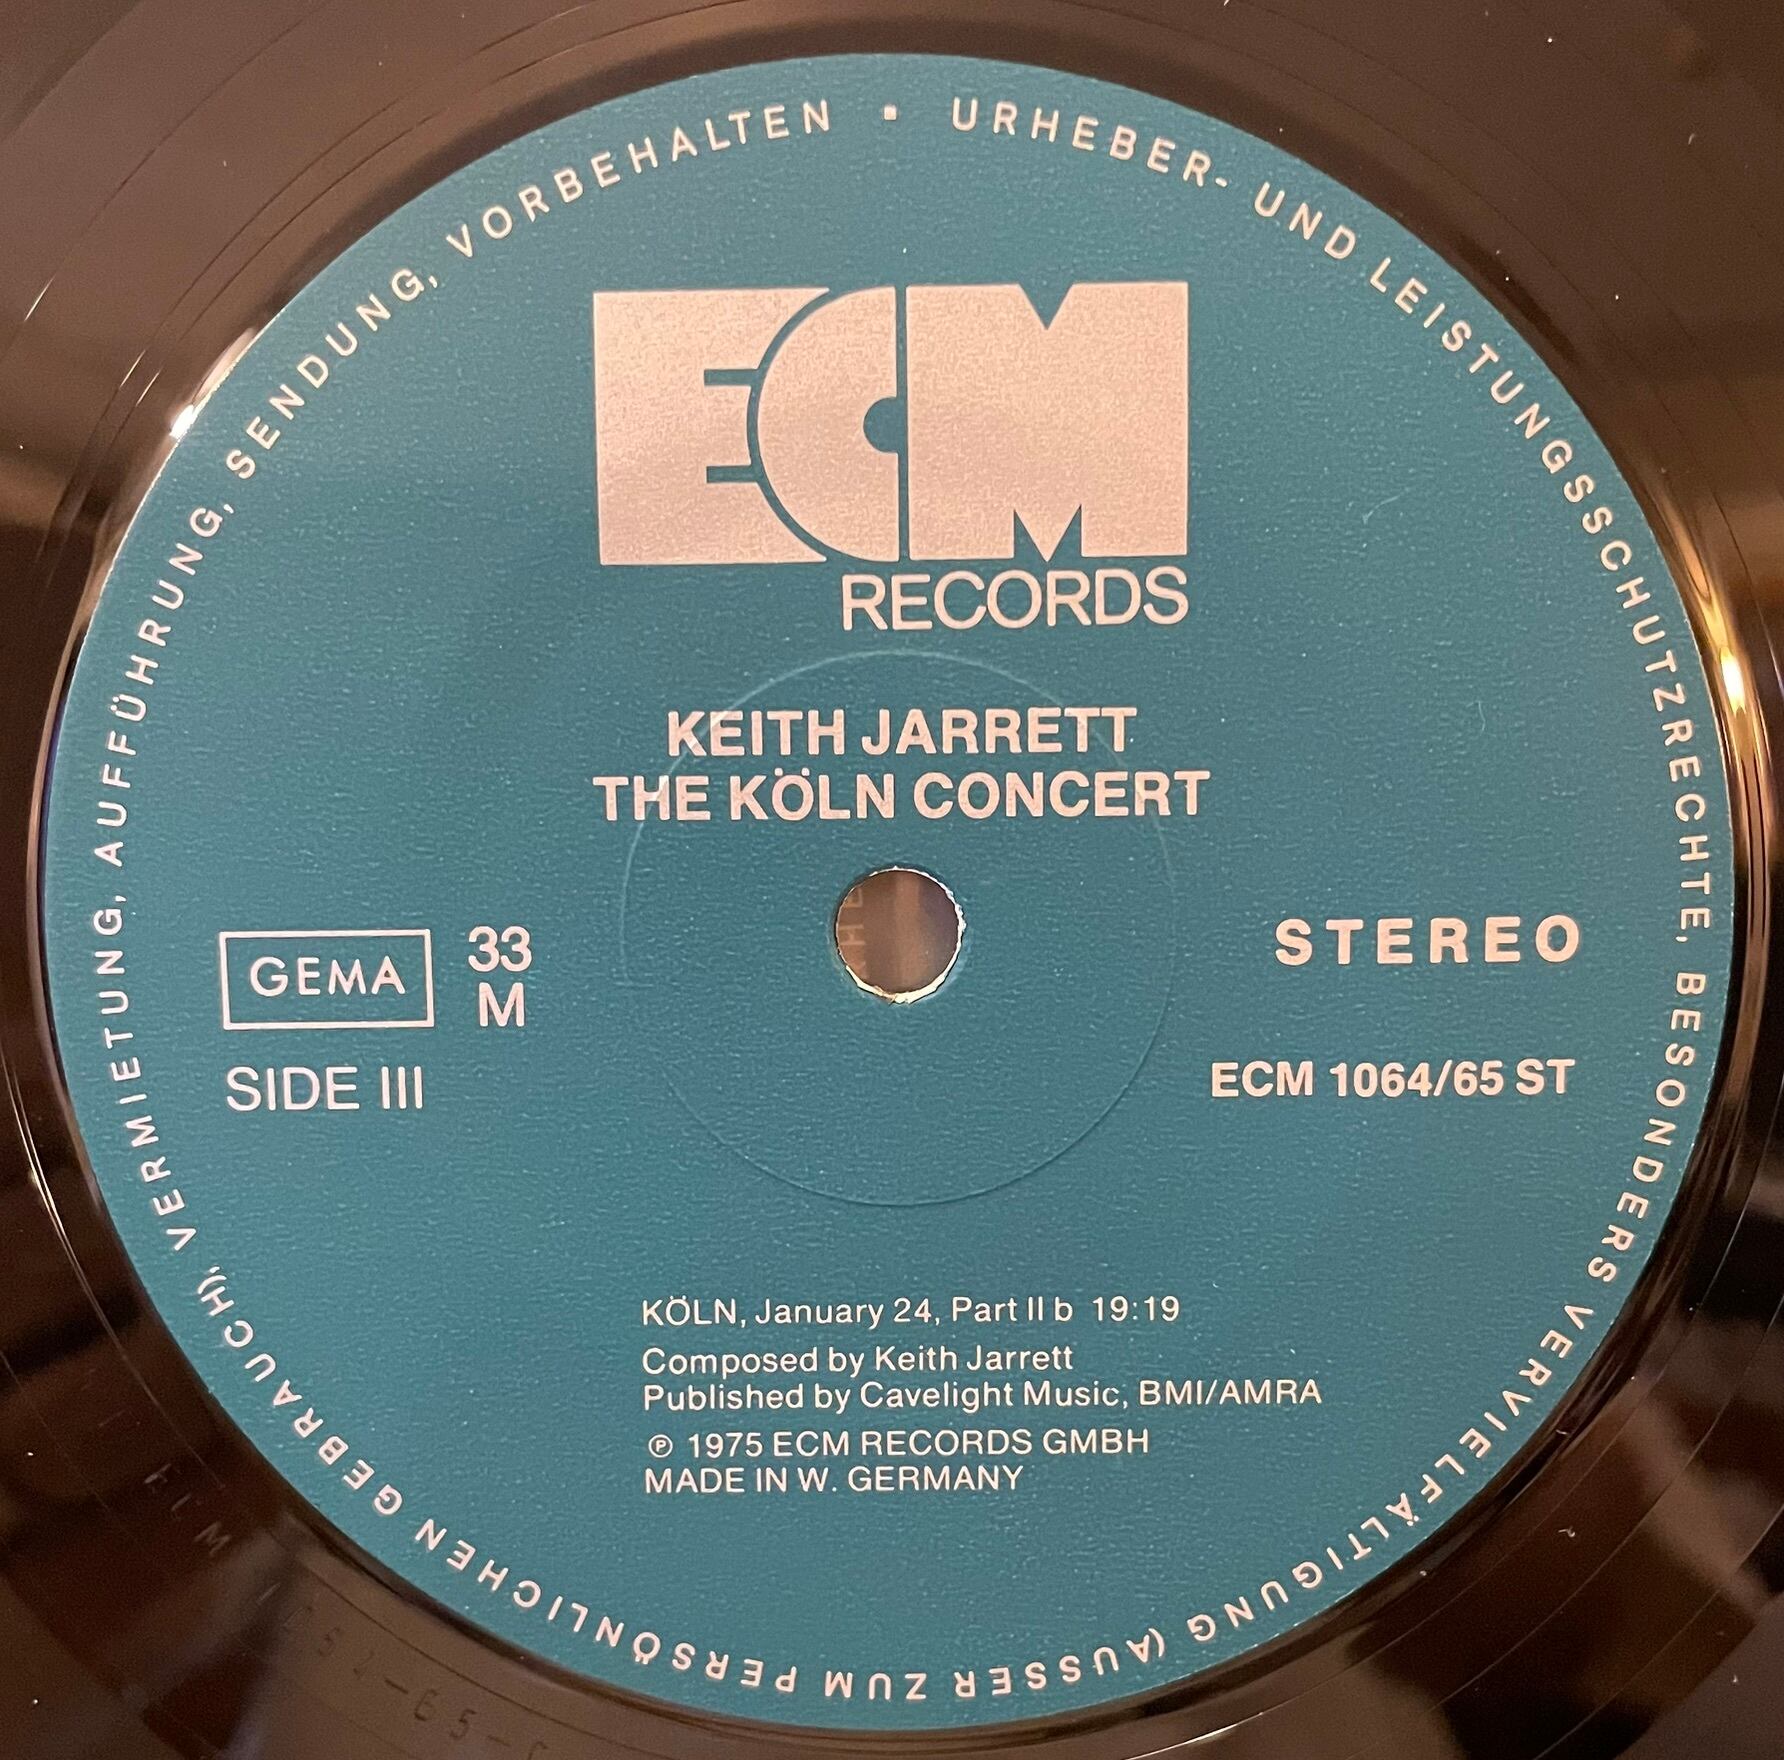 URHEBER- UND LEISTUNGSSCHUTZRECHTE, BESONDERS VERVIELFÄLTIGUNG (AUSSER ZUM PERSÖNLICHEN GEBRAUCH), VERMIETUNG, AUFFÜHRUNG, SENDUNG, VORBEHALTEN ·
ECM
RECORDS
KEITH JARRETT
THE KÖLN CONCERT
GEMA
33
M
SIDE III
STEREO
ECM 1064/65 ST
KÖLN, January 24, Part II b 19:19
Composed by Keith Jarrett
Published by Cavelight Music, BMI/AMRA
℗ 1975 ECM RECORDS GMBH
MADE IN W. GERMANY